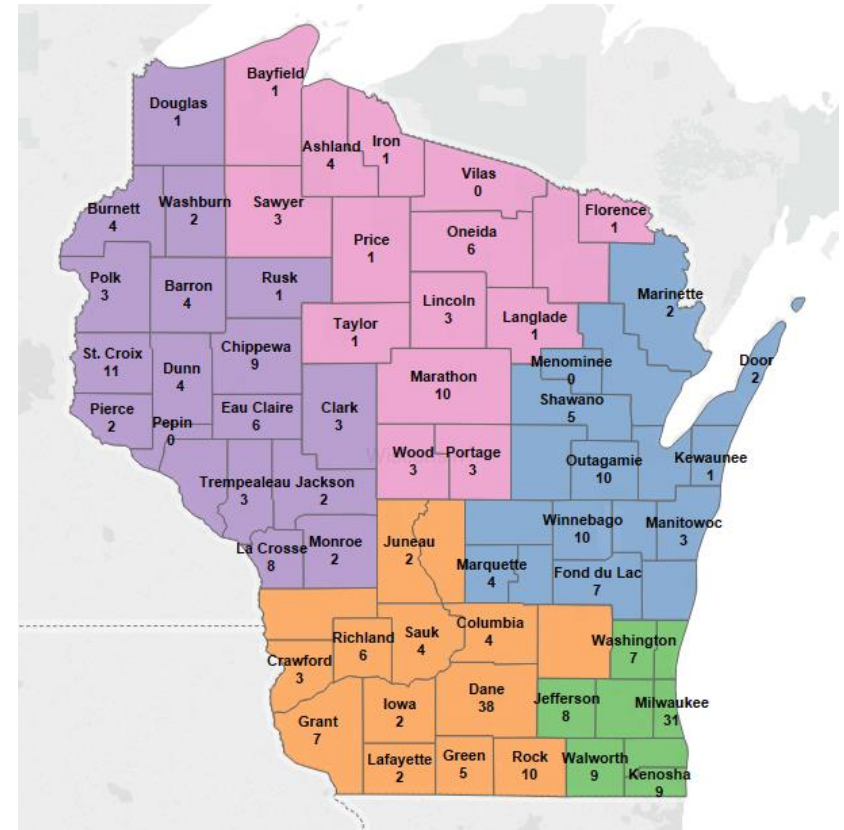 Bayfield
1
Douglas
1
Ashland
4
Iron
1
Vilas
0
Burnett
4
Washburn
2
Sawyer
3
Florence
1
Price
1
Oneida
6
Polk
3
Barron
4
Rusk
1
Marinette
2
Lincoln
3
Taylor
1
Langlade
1
St. Croix
11
Dunn
4
Chippewa
9
Menominee
0
Door
2
Marathon
10
Shawano
5
Pierce
2
Pepin
0
Eau Claire
6
Clark
3
Wood
3
Portage
3
Outagamie
10
Kewaunee
1
Trempealeau
3
Jackson
2
Winnebago
10
Manitowoc
3
La Crosse
8
Monroe
2
Juneau
2
Marquette
4
Fond du Lac
7
Richland
6
Sauk
4
Columbia
4
Washington
7
Crawford
3
Iowa
2
Dane
38
Jefferson
8
Milwaukee
31
Grant
7
Lafayette
2
Green
5
Rock
10
Walworth
9
Kenosha
9